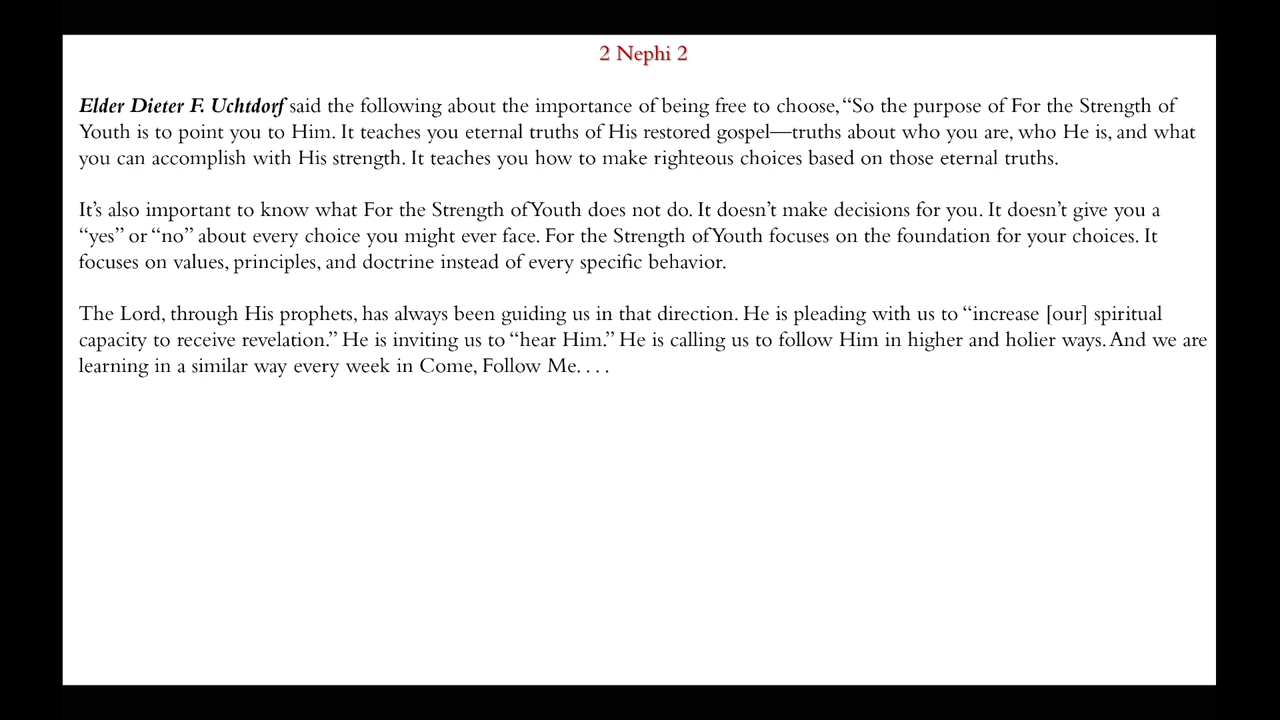 2 Nephi 2
Elder Dieter F. Uchtdorf said the following about the importance of being free to choose, “So the purpose of For the Strength of
Youth is to point you to Him. It teaches you eternal truths of His restored gospel—truths about who you are, who He is, and what
you can accomplish with His strength. It teaches you how to make righteous choices based on those eternal truths.
It’s also important to know what For the Strength of Youth does not do. It doesn’t make decisions for you. It doesn’t give you a
“yes” or “no” about every choice you might ever face. For the Strength of Youth focuses on the foundation for your choices. It
focuses on values, principles, and doctrine instead of every specific behavior.
The Lord, through His prophets, has always been guiding us in that direction. He is pleading with us to “increase [our] spiritual
capacity to receive revelation.” He is inviting us to “hear Him.” He is calling us to follow Him in higher and holier ways. And we are
learning in a similar way every week in Come, Follow Me. . . .